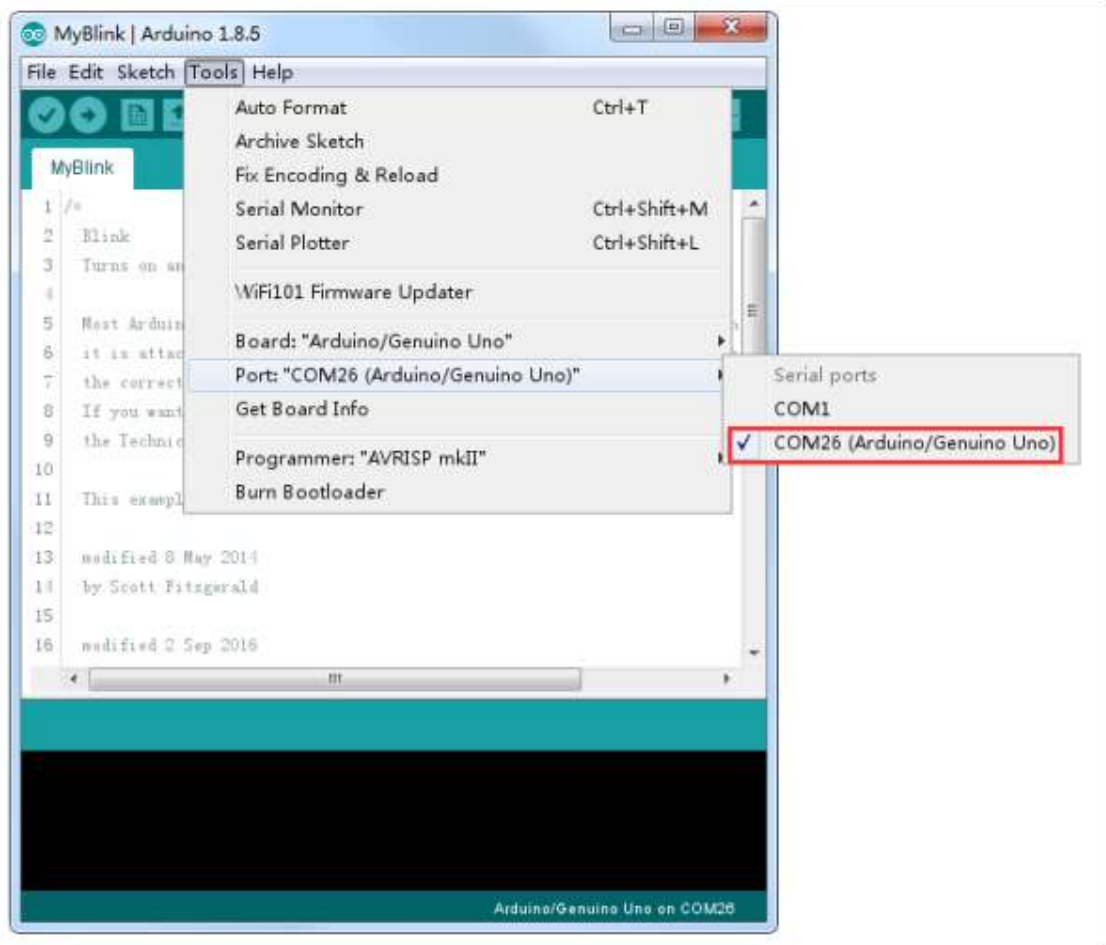 MyBlink | Arduino 1.8.5
File Edit Sketch Tools Help
Auto Format Ctrl+T
Archive Sketch
MyBlink
Fix Encoding & Reload
Serial Monitor Ctrl+Shift+M
Serial Plotter Ctrl+Shift+L
WiFi101 Firmware Updater
Board: "Arduino/Genuino Uno"
Port: "COM26 (Arduino/Genuino Uno)"
Get Board Info
Programmer: "AVRISP mkII"
Burn Bootloader
Serial ports
COM1
COM26 (Arduino/Genuino Uno)
1 /*
2 Blink
3 Turns on an
4
5 Most Arduin
6 it is attac
7 the correct
8 If you want
9 the Technic
10
11 This exampl
12
13 modified 8 May 2014
14 by Scott Fitzgerald
15
16 modified 2 Sep 2016
Arduino/Genuino Uno on COM26